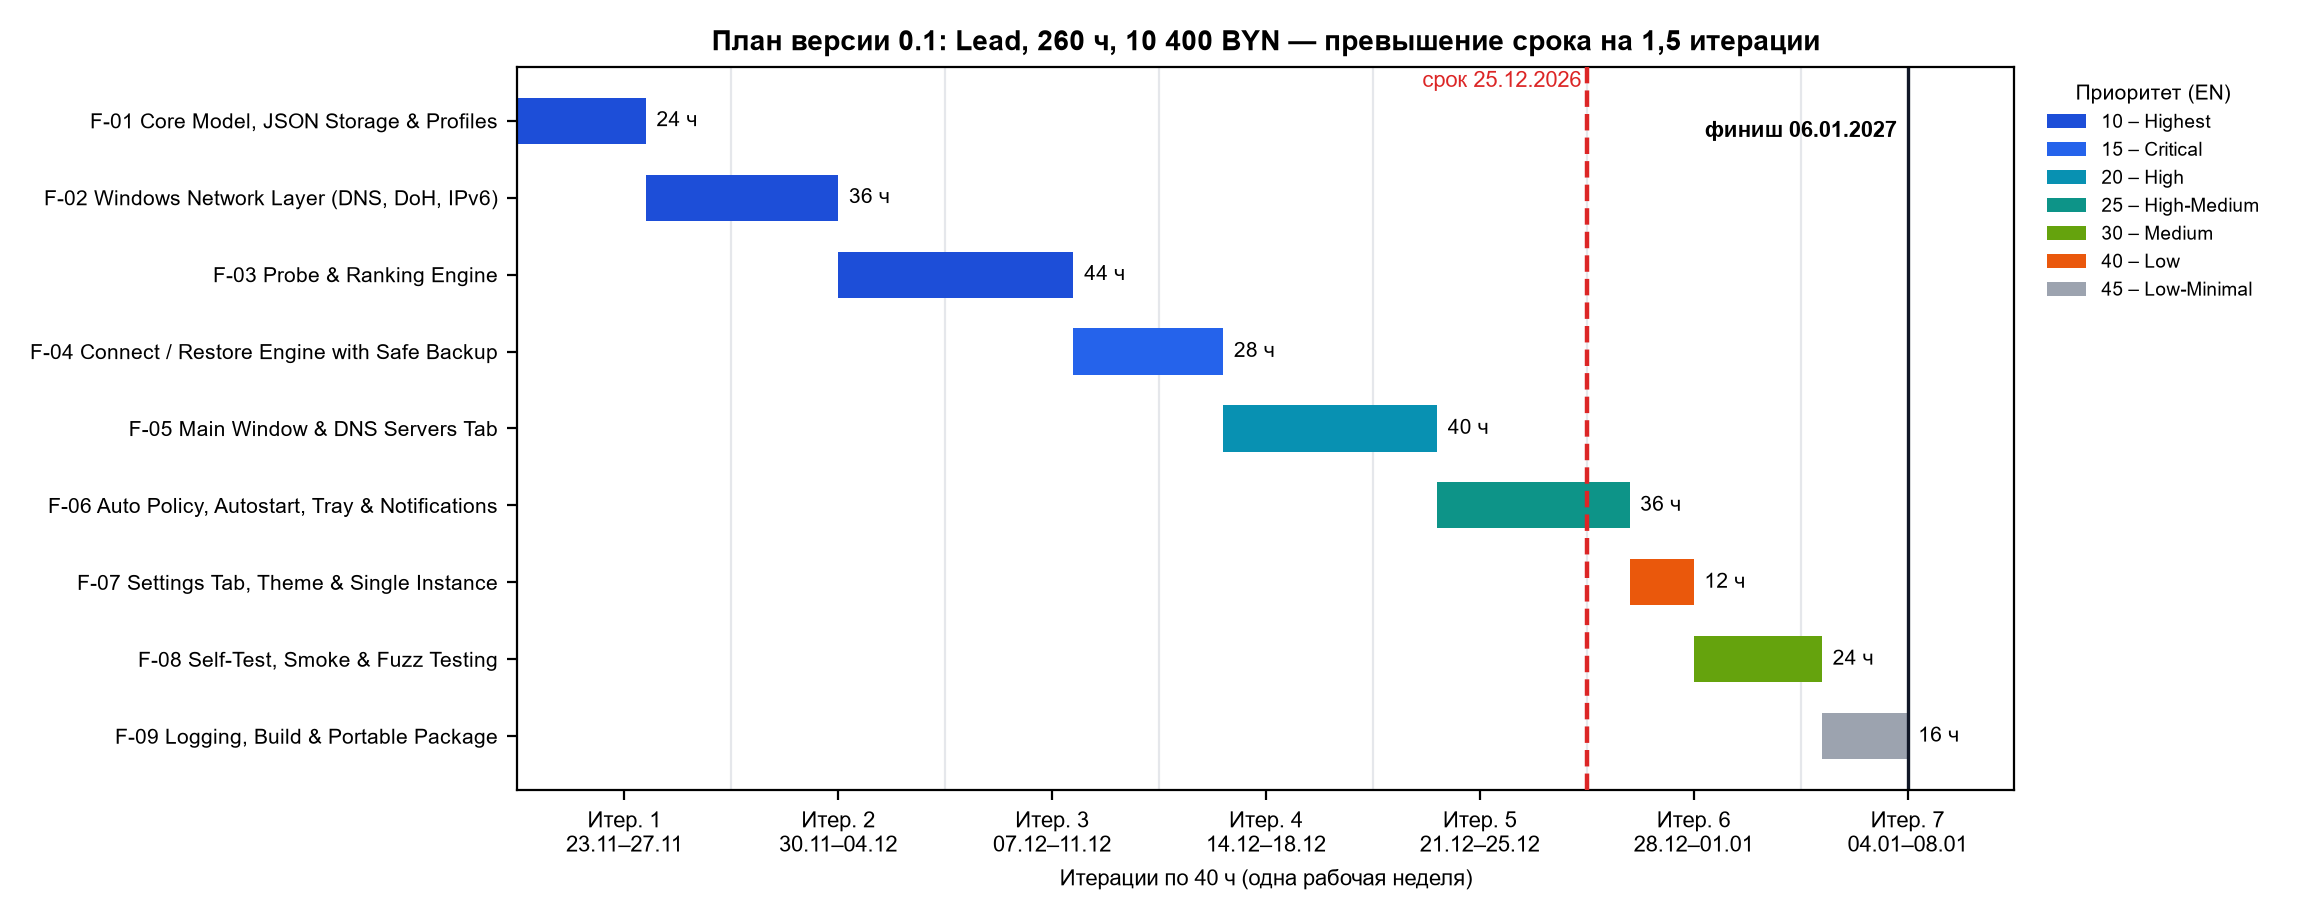 План версии 0.1: Lead, 260 ч, 10 400 BYN — превышение срока на 1,5 итерации
срок 25.12.2026
финиш 06.01.2027
Приоритет (EN)
10 – Highest
15 – Critical
20 – High
25 – High-Medium
30 – Medium
40 – Low
45 – Low-Minimal
F-01 Core Model, JSON Storage & Profiles
24 ч
F-02 Windows Network Layer (DNS, DoH, IPv6)
36 ч
F-03 Probe & Ranking Engine
44 ч
F-04 Connect / Restore Engine with Safe Backup
28 ч
F-05 Main Window & DNS Servers Tab
40 ч
F-06 Auto Policy, Autostart, Tray & Notifications
36 ч
F-07 Settings Tab, Theme & Single Instance
12 ч
F-08 Self-Test, Smoke & Fuzz Testing
24 ч
F-09 Logging, Build & Portable Package
16 ч
Итер. 1
23.11–27.11
Итер. 2
30.11–04.12
Итер. 3
07.12–11.12
Итер. 4
14.12–18.12
Итер. 5
21.12–25.12
Итер. 6
28.12–01.01
Итер. 7
04.01–08.01
Итерации по 40 ч (одна рабочая неделя)